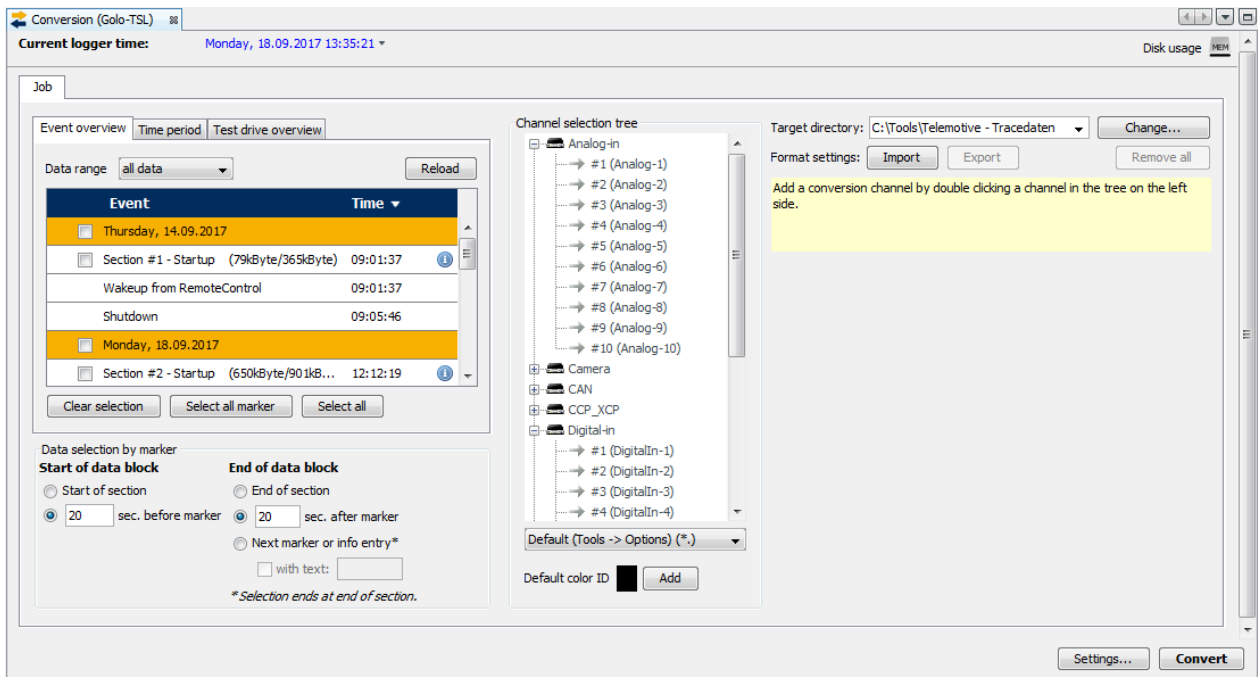 Conversion (Golo-TSL)
Current logger time: Monday, 18.09.2017 13:35:21
Disk usage MEM
Job
Event overview Time period Test drive overview
Data range all data Reload
Event Time
Thursday, 14.09.2017
Section #1 - Startup (79kByte/365kByte) 09:01:37
Wakeup from RemoteControl 09:01:37
Shutdown 09:05:46
Monday, 18.09.2017
Section #2 - Startup (650kByte/901kB... 12:12:19
Clear selection Select all marker Select all
Data selection by marker
Start of data block End of data block
Start of section End of section
20 sec. before marker 20 sec. after marker
Next marker or info entry*
with text:
*Selection ends at end of section.
Channel selection tree
Analog-in
#1 (Analog-1)
#2 (Analog-2)
#3 (Analog-3)
#4 (Analog-4)
#5 (Analog-5)
#6 (Analog-6)
#7 (Analog-7)
#8 (Analog-8)
#9 (Analog-9)
#10 (Analog-10)
Camera
CAN
CCP_XCP
Digital-in
#1 (DigitalIn-1)
#2 (DigitalIn-2)
#3 (DigitalIn-3)
#4 (DigitalIn-4)
Default (Tools -> Options) (*.)
Default color ID Add
Target directory: C:\Tools\Telemotive - Tracedaten Change...
Format settings: Import Export Remove all
Add a conversion channel by double clicking a channel in the tree on the left
side.
Settings... Convert